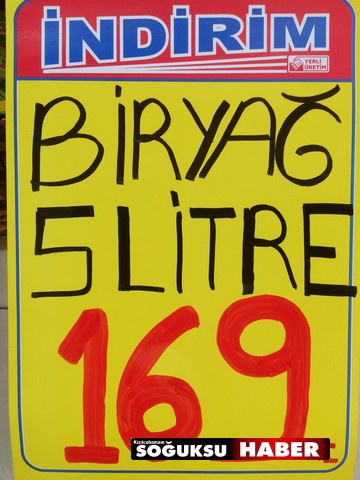 İNDİRİM
YERLİ
ÜRETİM
BİRYAĞ
5 LİTRE
169
Kızılcahamam
SOĞUKSU HABER